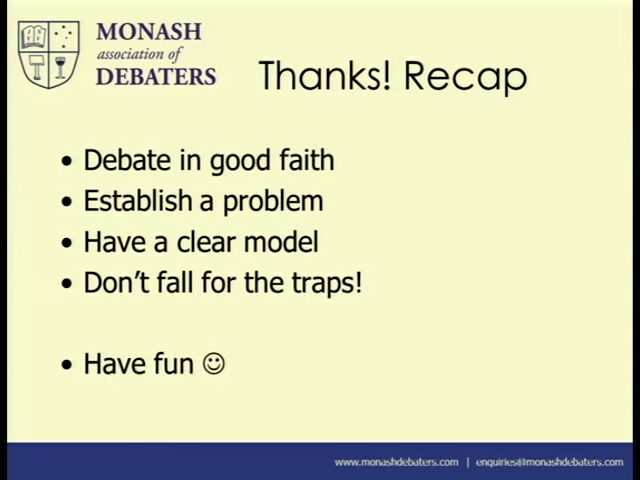 MONASH
association of
DEBATERS
Thanks! Recap
• Debate in good faith
• Establish a problem
• Have a clear model
• Don't fall for the traps!
• Have fun ☺
www.monashdebaters.com | enquiries@monashdebaters.com